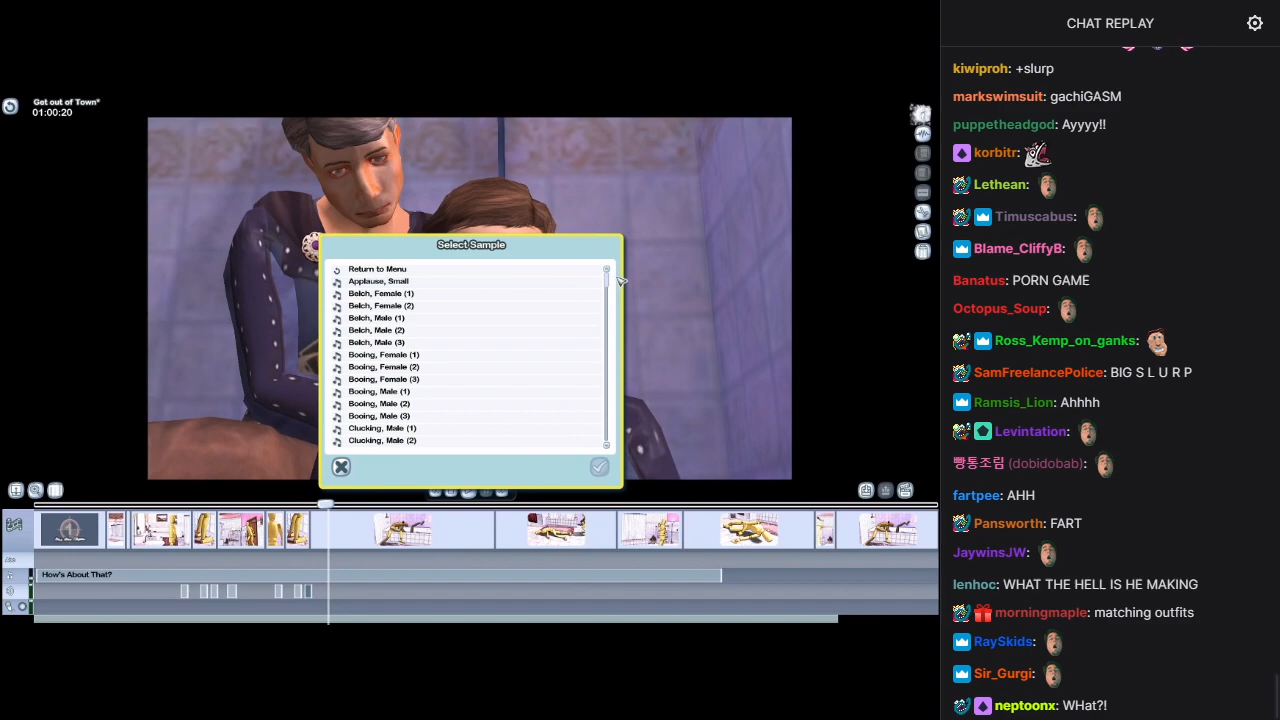 CHAT REPLAY
kiwiproh: +slurp
markswimsuit: gachiGASM
puppetheadgod: Ayyyy!!
korbitr:
Lethean:
Timuscabus:
Blame_CliffyB:
Banatus: PORN GAME
Octopus_Soup:
Ross_Kemp_on_ganks:
SamFreelancePolice: BIG S L U R P
Ramsis_Lion: Ahhhh
Levintation:
빵통조림 (dobidobab):
fartpee: AHH
Pansworth: FART
JaywinsJW:
lenhoc: WHAT THE HELL IS HE MAKING
morningmaple: matching outfits
RaySkids:
Sir_Gurgi:
neptoonx: WHat?!
Get out of Town*
01:00:20
Select Sample
Return to Menu
Applause, Small
Belch, Female (1)
Belch, Female (2)
Belch, Male (1)
Belch, Male (2)
Belch, Male (3)
Booing, Female (1)
Booing, Female (2)
Booing, Female (3)
Booing, Male (1)
Booing, Male (2)
Booing, Male (3)
Clucking, Male (1)
Clucking, Male (2)
How's About That?